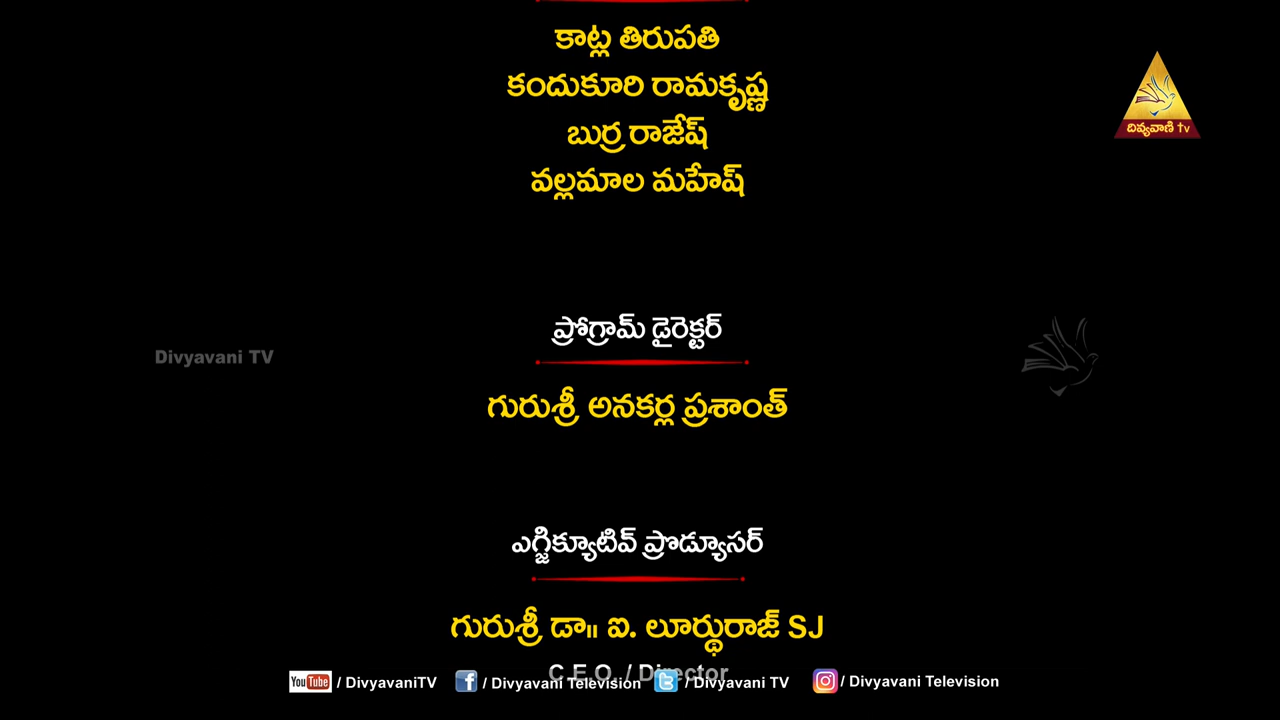 కాట్ల తిరుపతి
కందుకూరి రామకృష్ణ
బుర్ర రాజేష్
వల్లమాల మహేష్
దివ్యవాణి tv
ప్రోగ్రామ్ డైరెక్టర్
Divyavani TV
గురుశ్రీ అనకర్ల ప్రశాంత్
ఎగ్జిక్యూటివ్ ప్రొడ్యూసర్
గురుశ్రీ డా॥ ఐ. లూర్థురాజ్ SJ
C.E.O. / Director
YouTube / DivyavaniTV / Divyavani Television / Divyavani TV / Divyavani Television